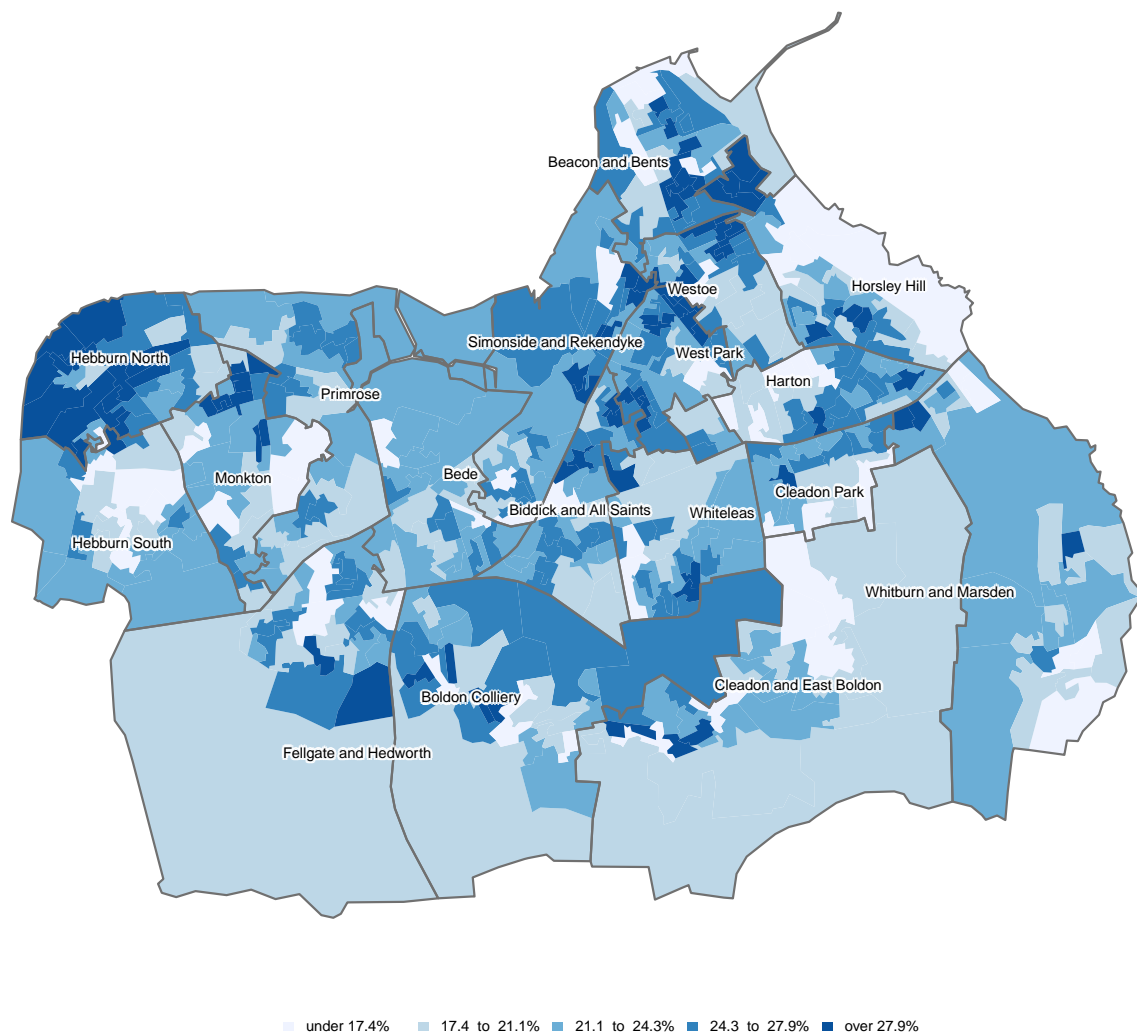 Beacon and Bents
Horsley Hill
Westoe
Simonside and Rekendyke
West Park
Hebburn North
Harton
Primrose
Bede
Monkton
Cleadon Park
Biddick and All Saints
Whiteleas
Hebburn South
Whitburn and Marsden
Cleadon and East Boldon
Boldon Colliery
Fellgate and Hedworth
under 17.4% 17.4 to 21.1% 21.1 to 24.3% 24.3 to 27.9% over 27.9%